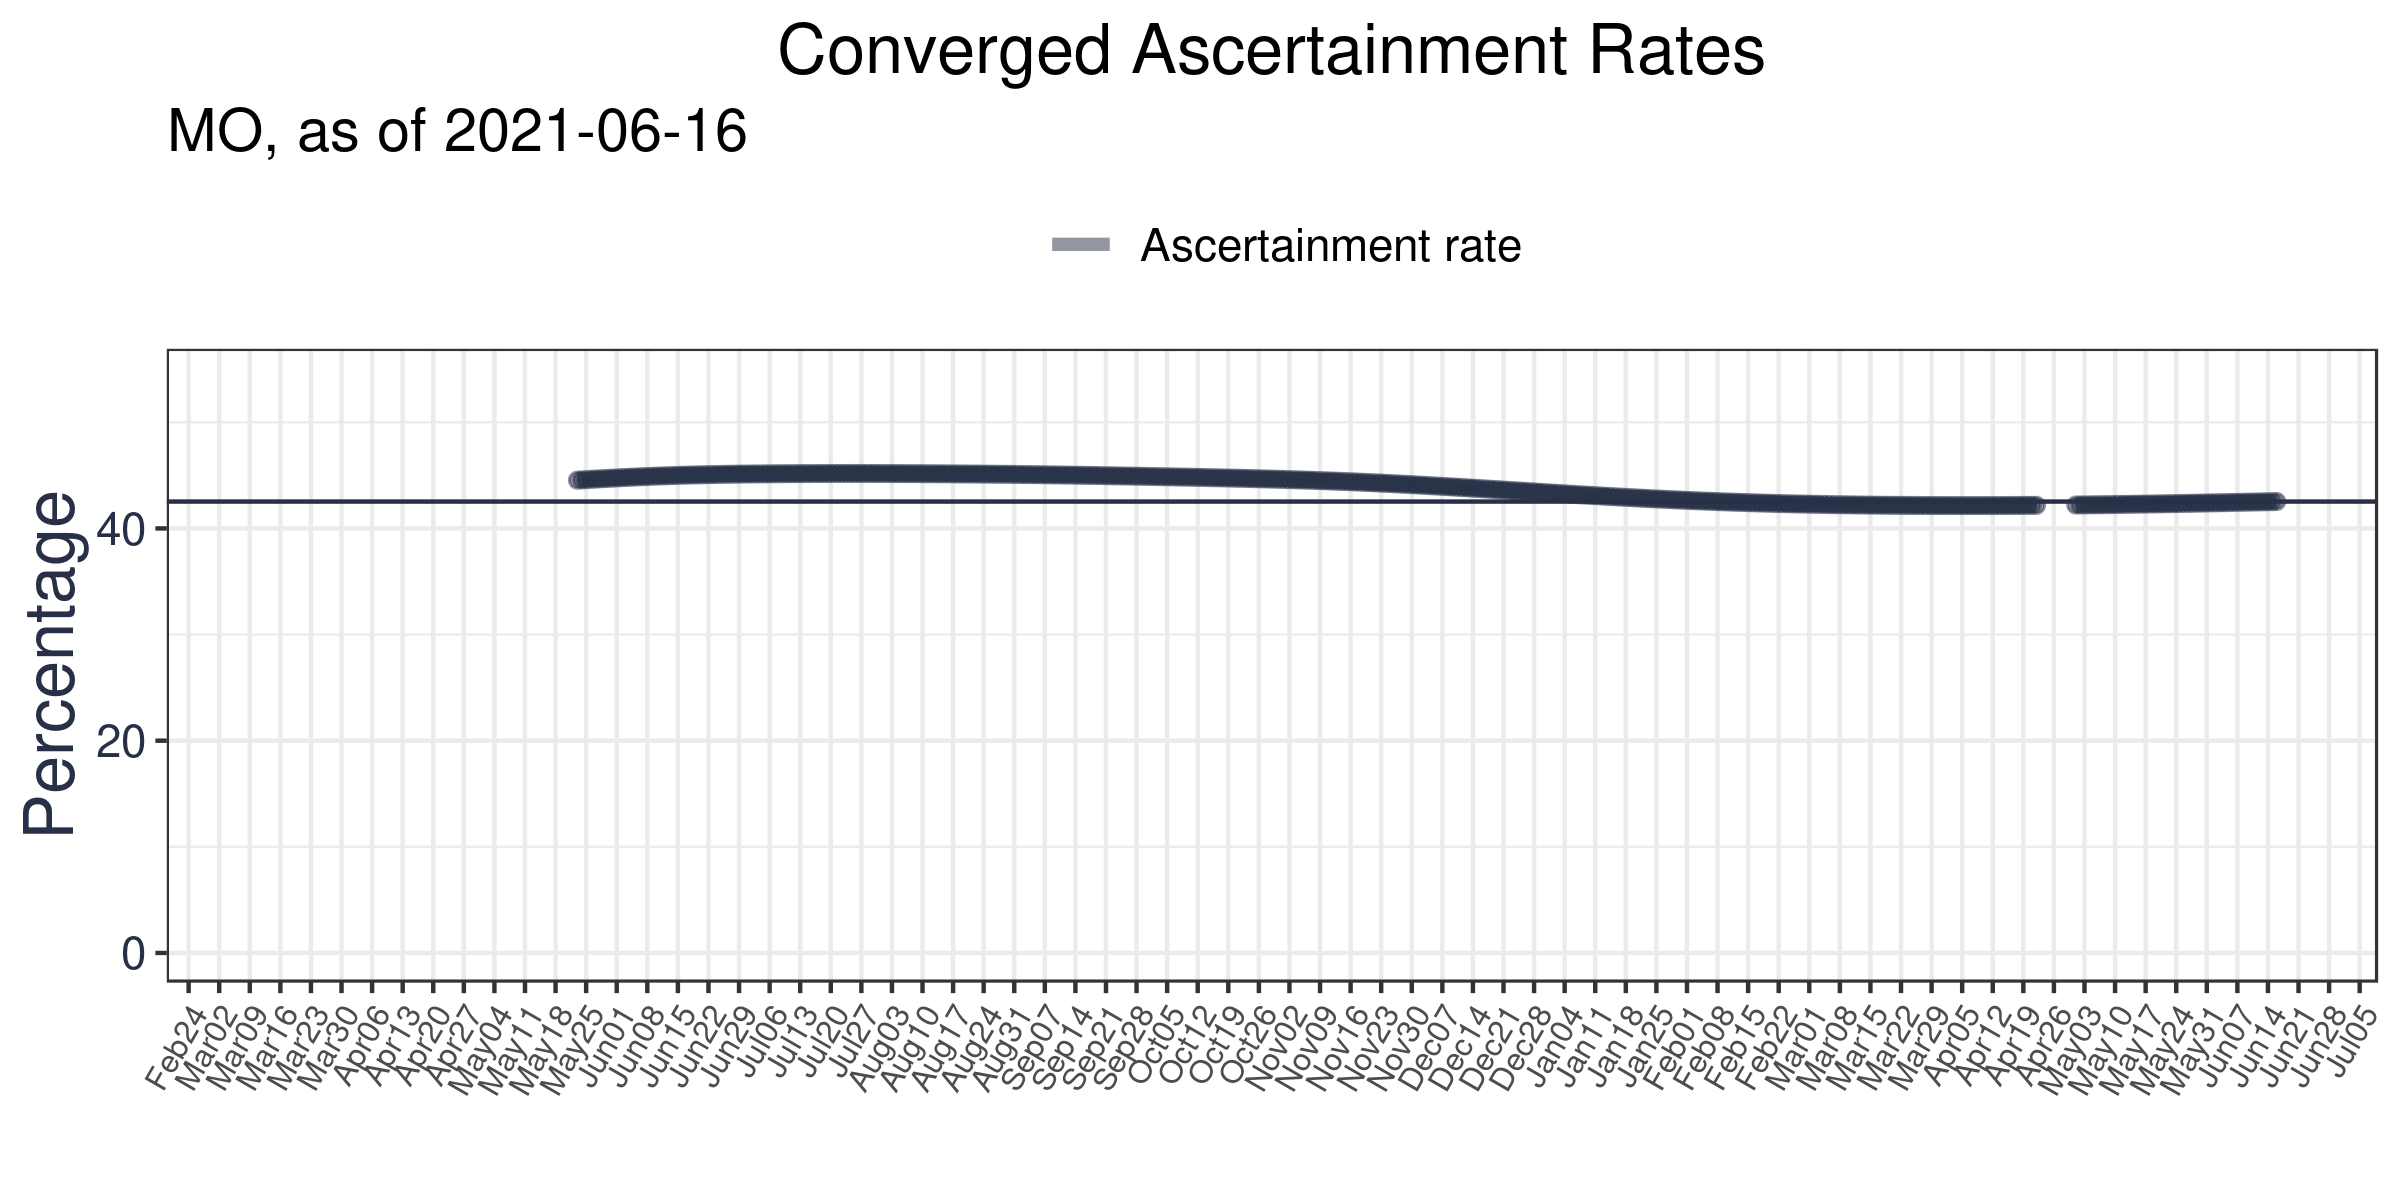 Converged Ascertainment Rates
MO, as of 2021-06-16
Ascertainment rate
Percentage
40
20
0
Feb24
Mar02
Mar09
Mar16
Mar23
Mar30
Apr06
Apr13
Apr20
Apr27
May04
May11
May18
May25
Jun01
Jun08
Jun15
Jun22
Jun29
Jul06
Jul13
Jul20
Jul27
Aug03
Aug10
Aug17
Aug24
Aug31
Sep07
Sep14
Sep21
Sep28
Oct05
Oct12
Oct19
Oct26
Nov02
Nov09
Nov16
Nov23
Nov30
Dec07
Dec14
Dec21
Dec28
Jan04
Jan11
Jan18
Jan25
Feb01
Feb08
Feb15
Feb22
Mar01
Mar08
Mar15
Mar22
Mar29
Apr05
Apr12
Apr19
Apr26
May03
May10
May17
May24
May31
Jun07
Jun14
Jun21
Jun28
Jul05